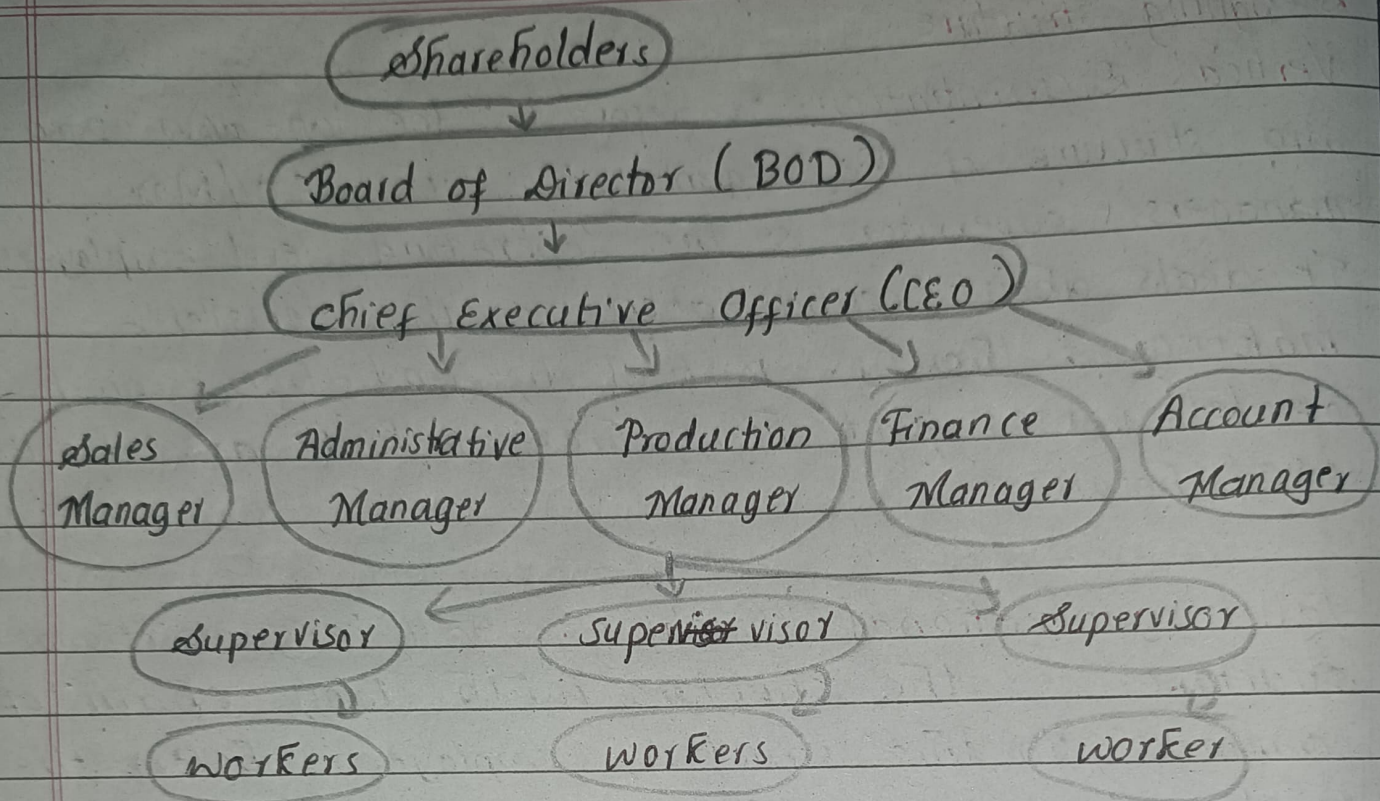 Shareholders
Board of Director (BOD)
Chief Executive Officer (CEO)
Sales
Manager
Administrative
Manager
Production
Manager
Finance
Manager
Account
Manager
Supervisor
Supervisor
Supervisor
Workers
Workers
Worker